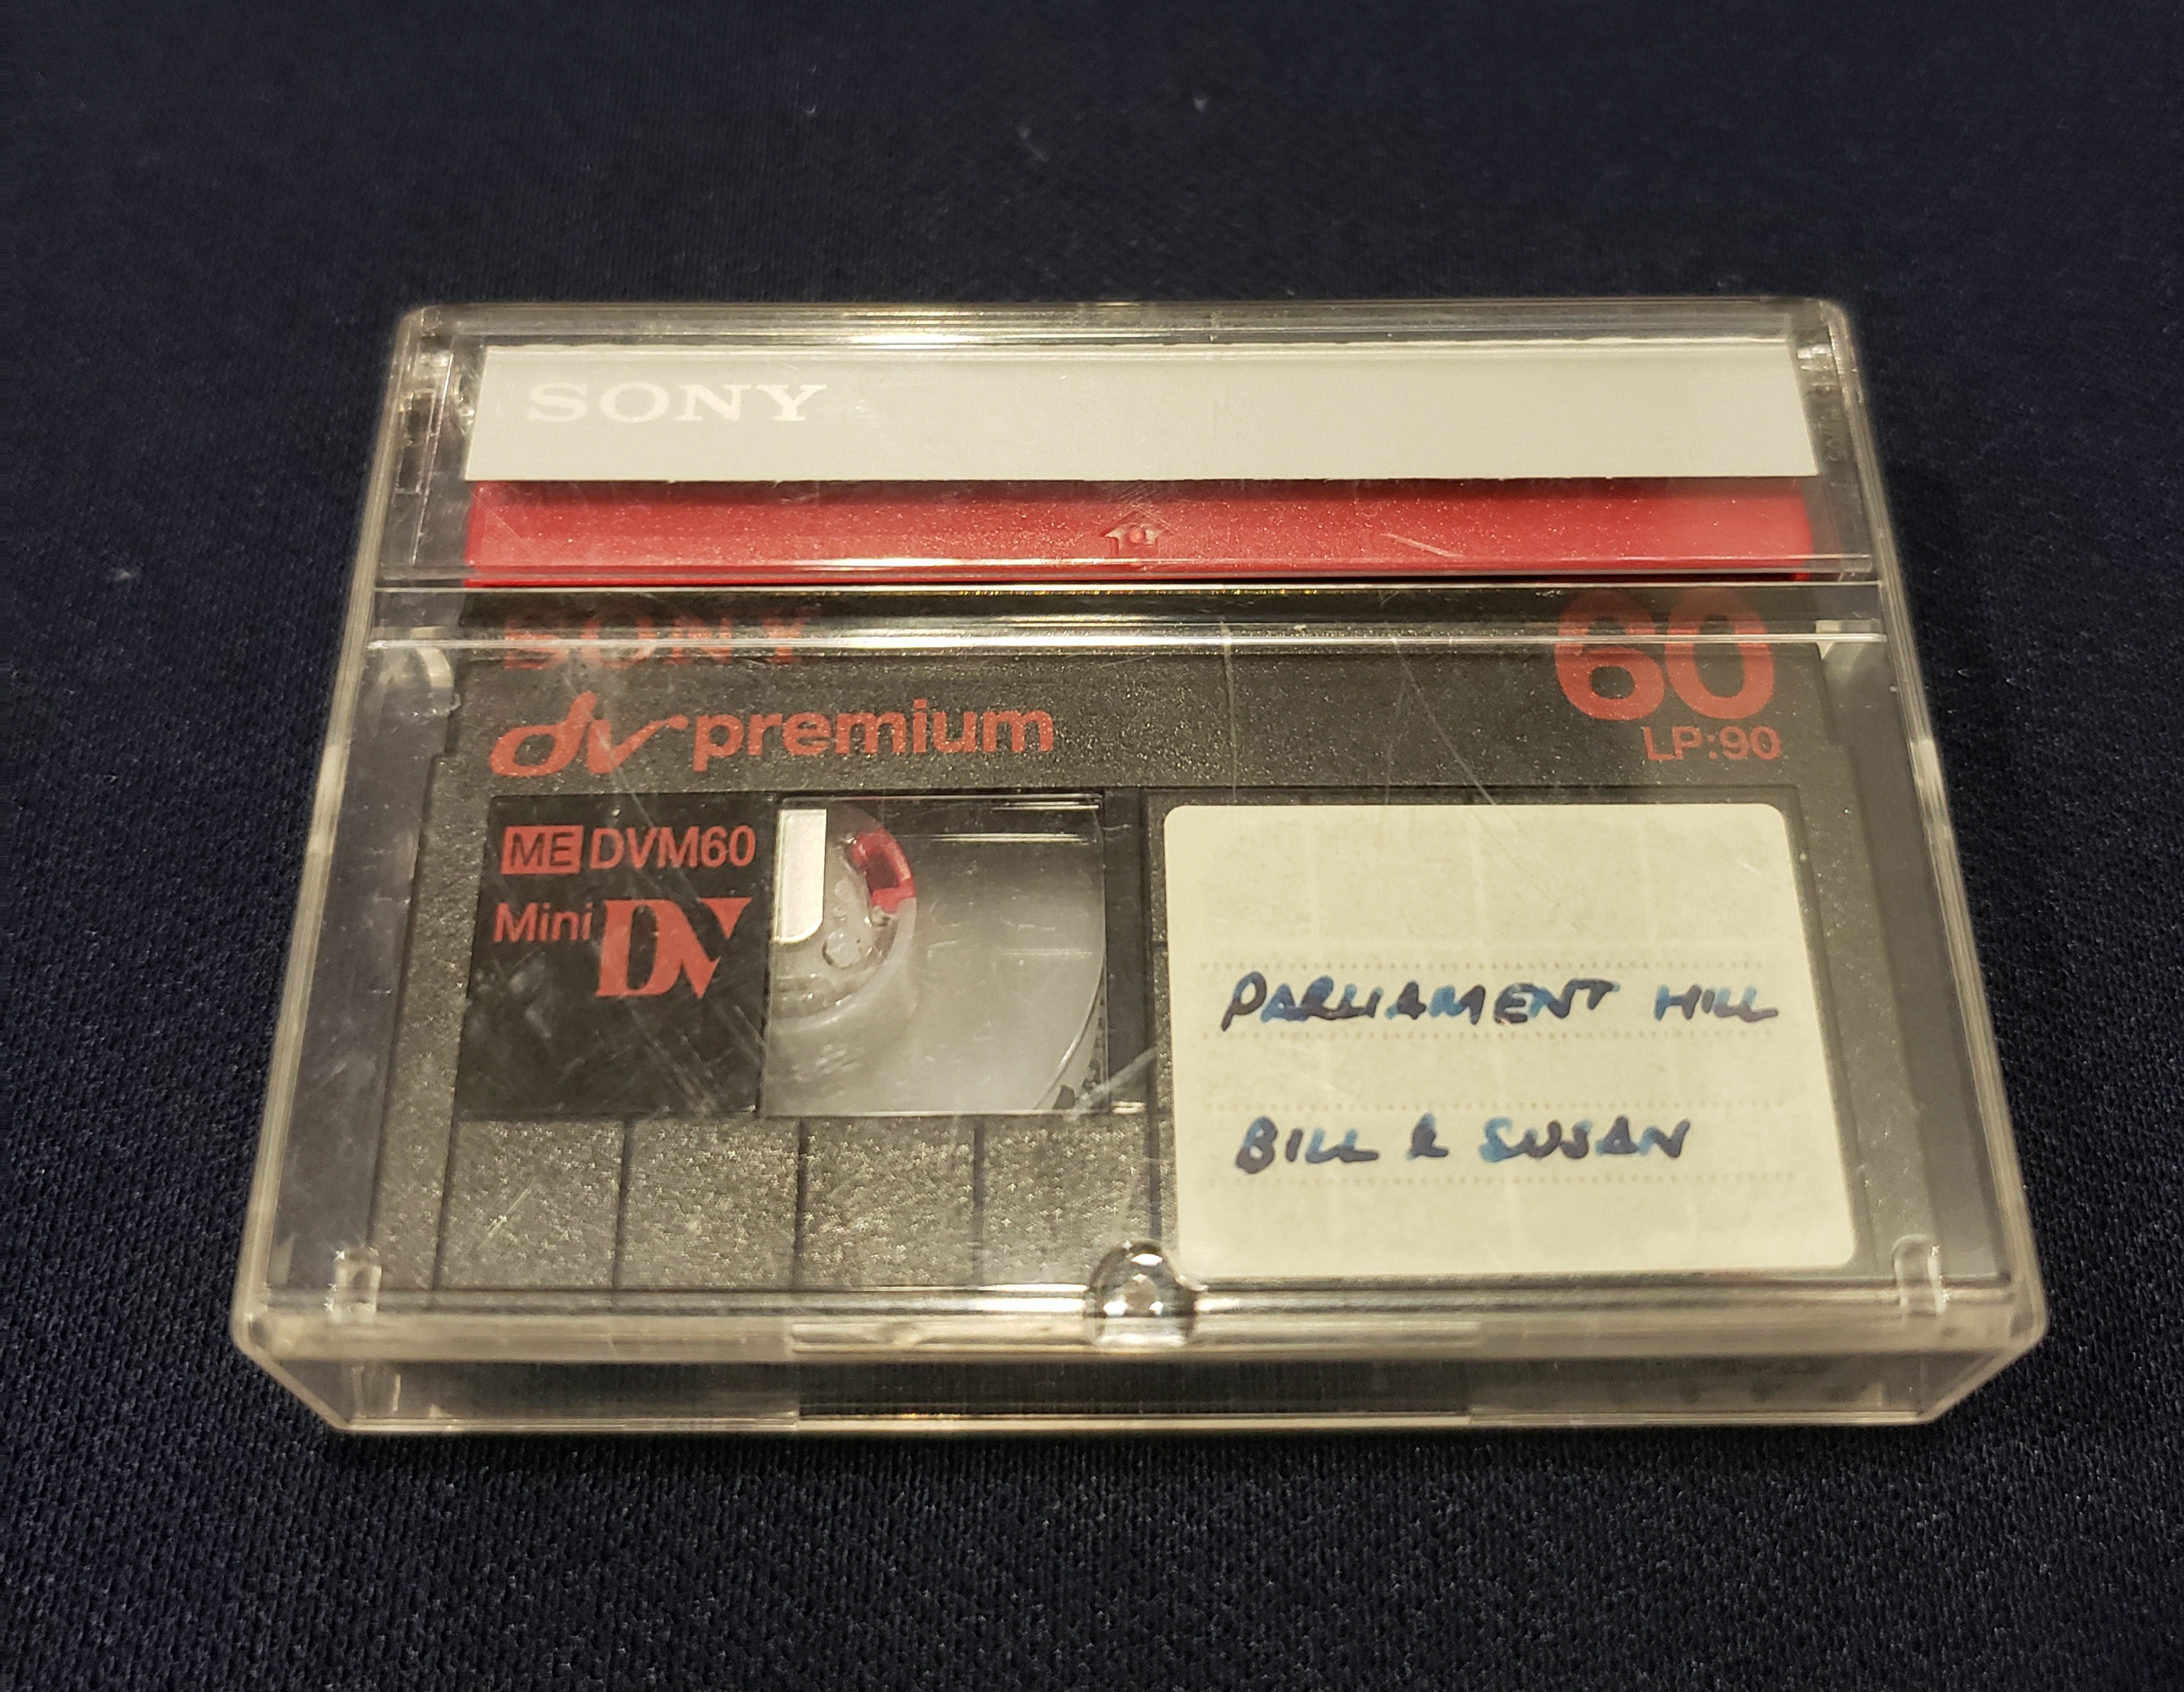 SONY
SONY
60
dv premium
LP:90
ME DVM60
Mini DV
PARLIAMENT HILL
BILL & SUSAN